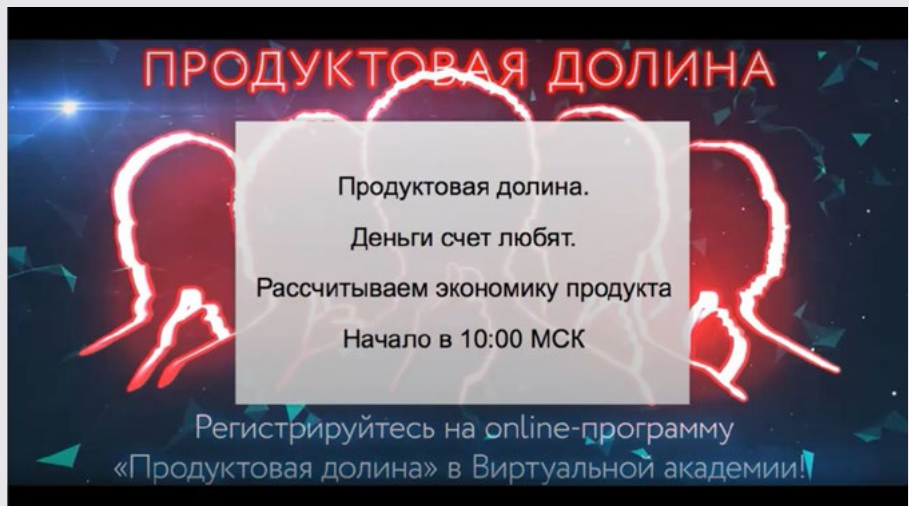 ПРОДУКТОВАЯ ДОЛИНА
Продуктовая долина.
Деньги счет любят.
Рассчитываем экономику продукта
Начало в 10:00 МСК
Регистрируйтесь на online-программу
«Продуктовая долина» в Виртуальной академии!